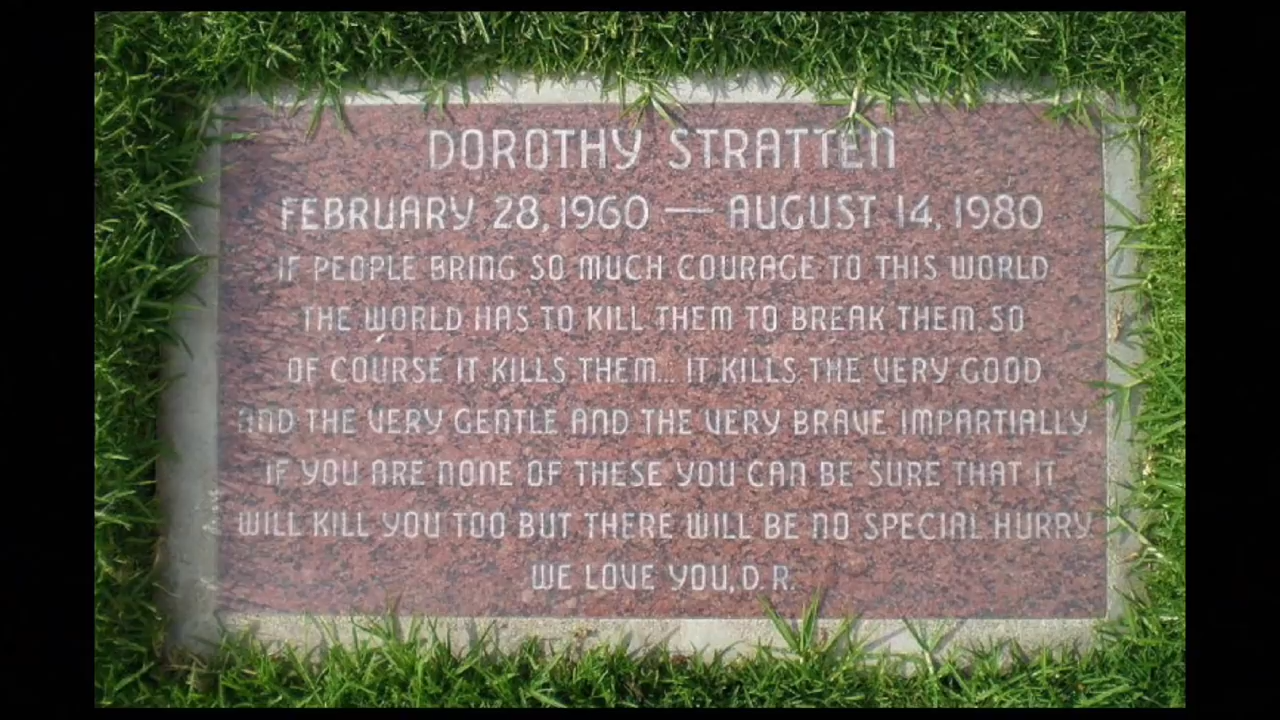 DOROTHY STRATTEN
FEBRUARY 28, 1960 — AUGUST 14, 1980
IF PEOPLE BRING SO MUCH COURAGE TO THIS WORLD
THE WORLD HAS TO KILL THEM TO BREAK THEM. SO
OF COURSE IT KILLS THEM... IT KILLS THE VERY GOOD
AND THE VERY GENTLE AND THE VERY BRAVE IMPARTIALLY.
IF YOU ARE NONE OF THESE YOU CAN BE SURE THAT IT
WILL KILL YOU TOO BUT THERE WILL BE NO SPECIAL HURRY.
WE LOVE YOU, D. R.